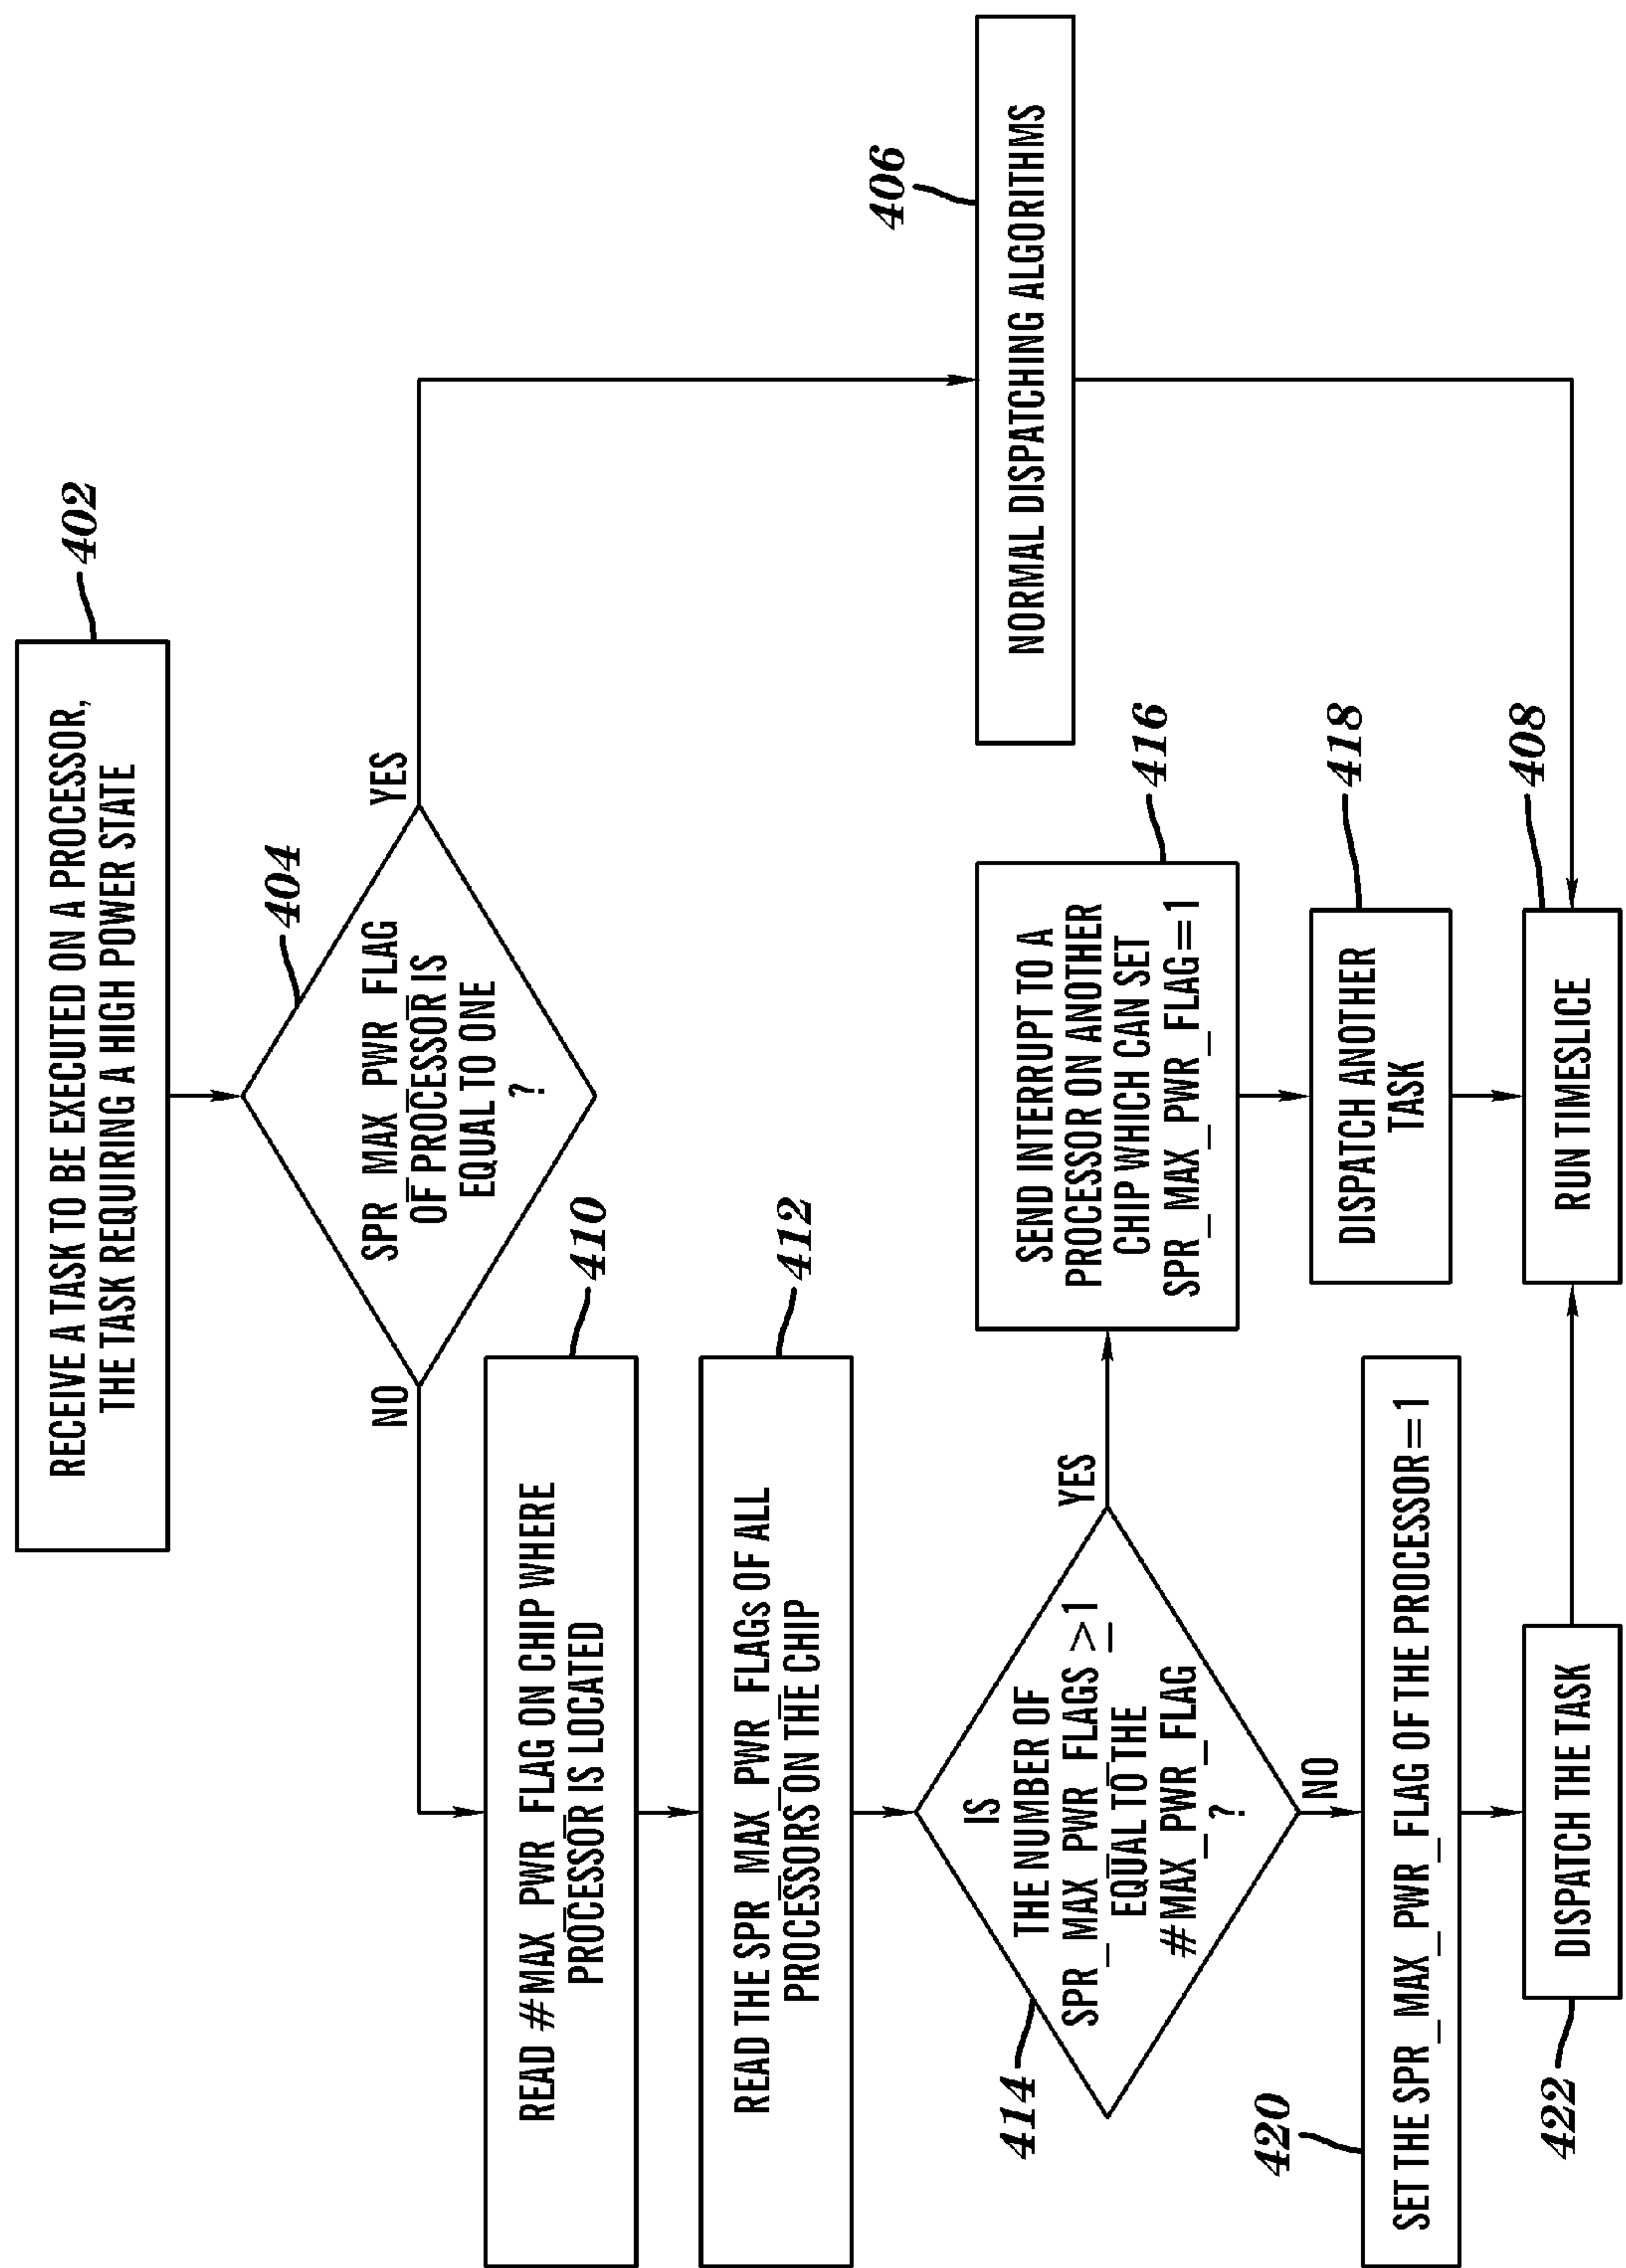 RECEIVE A TASK TO BE EXECUTED ON A PROCESSOR,
THE TASK REQUIRING A HIGH POWER STATE
402
404
SPR_MAX_PWR_FLAG
OF PROCESSOR IS
EQUAL TO ONE
?
YES
NO
406
NORMAL DISPATCHING ALGORITHMS
410
READ #MAX_PWR_FLAG ON CHIP WHERE
PROCESSOR IS LOCATED
412
READ THE SPR_MAX_PWR_FLAGs OF ALL
PROCESSORS ON THE CHIP
414
IS
THE NUMBER OF
SPR_MAX_PWR_FLAGS ≥1
EQUAL TO THE
#MAX_PWR_FLAG
?
YES
NO
416
SEND INTERRUPT TO A
PROCESSOR ON ANOTHER
CHIP WHICH CAN SET
SPR_MAX_PWR_FLAG=1
418
DISPATCH ANOTHER
TASK
420
SET THE SPR_MAX_PWR_FLAG OF THE PROCESSOR=1
422
DISPATCH THE TASK
408
RUN TIMESLICE